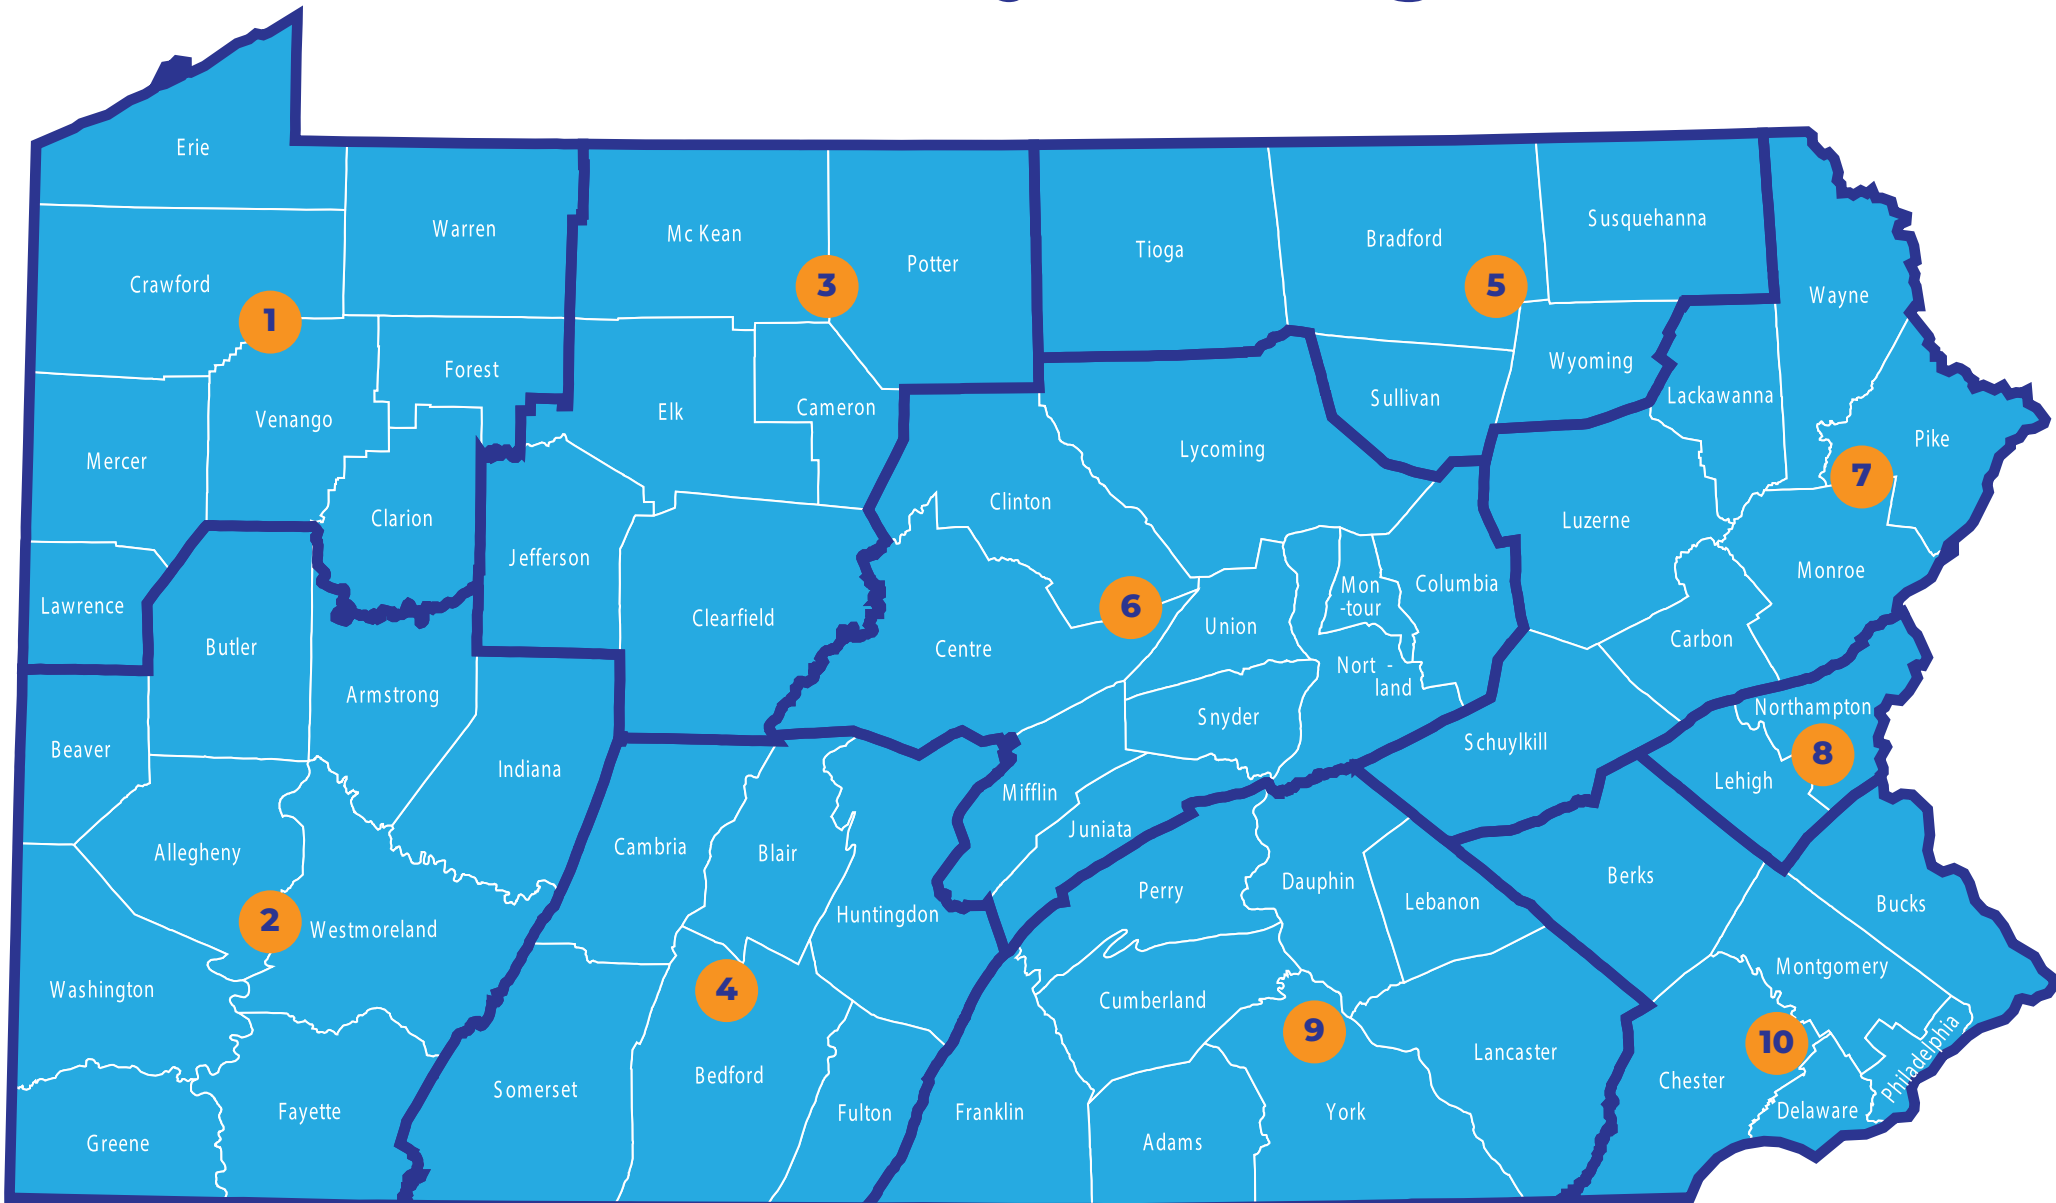 Erie
Warren
Mc Kean
Potter
Tioga
Bradford
Susquehanna
Wayne
Crawford
1
3
5
Forest
Wyoming
Venango
Elk
Cameron
Sullivan
Lackawanna
Pike
Mercer
Lycoming
7
Clarion
Clinton
Luzerne
Jefferson
Monroe
Lawrence
Clearfield
6
Mon
-tour
Columbia
Butler
Centre
Union
Carbon
Armstrong
Nort -
land
Northampton
Beaver
Indiana
Snyder
Schuylkill
8
Lehigh
Mifflin
Allegheny
Cambria
Blair
Juniata
2
Westmoreland
Huntingdon
Perry
Dauphin
Lebanon
Berks
Bucks
Washington
4
Cumberland
9
Montgomery
Lancaster
10
Philadelphia
Greene
Fayette
Somerset
Bedford
Fulton
Franklin
Adams
York
Chester
Delaware